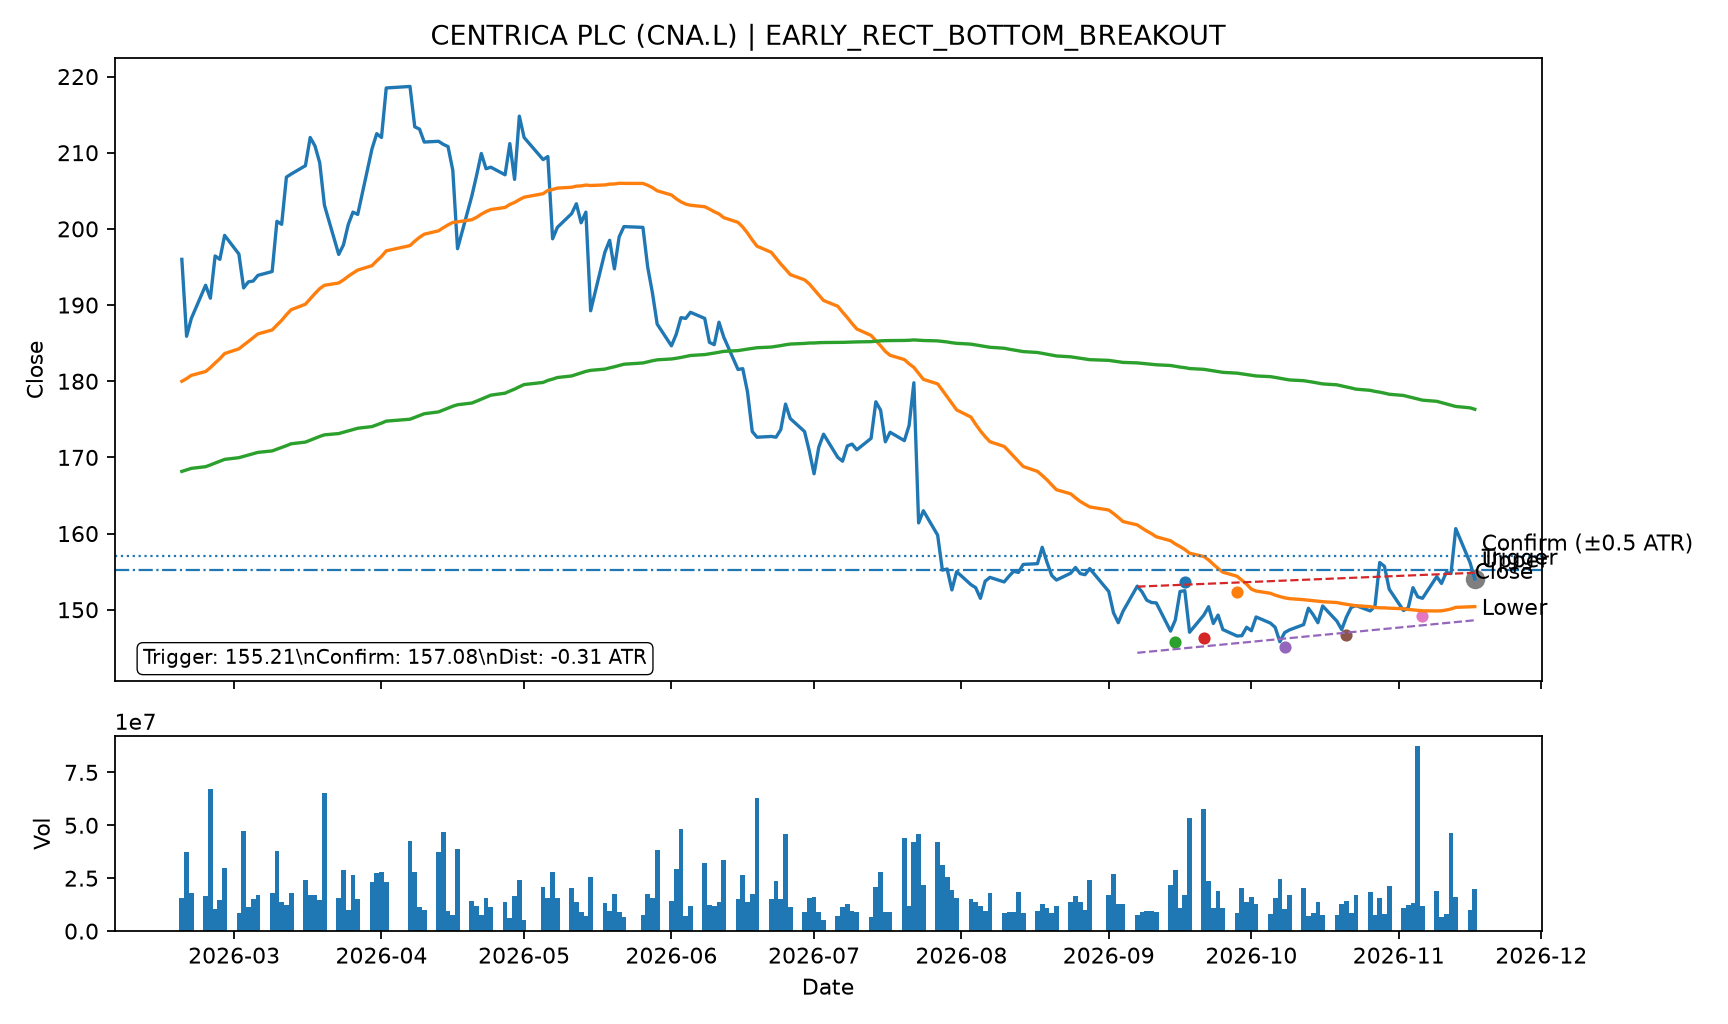 CENTRICA PLC (CNA.L) | EARLY_RECT_BOTTOM_BREAKOUT
220
210
200
190
180
170
160
150
Close
Confirm (±0.5 ATR)
Trigger
Upper
Close
Lower
Trigger: 155.21\nConfirm: 157.08\nDist: -0.31 ATR
1e7
7.5
5.0
2.5
0.0
Vol
2026-03
2026-04
2026-05
2026-06
2026-07
2026-08
2026-09
2026-10
2026-11
2026-12
Date